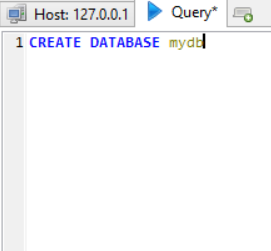 Host: 127.0.0.1 Query*
1 CREATE DATABASE mydb